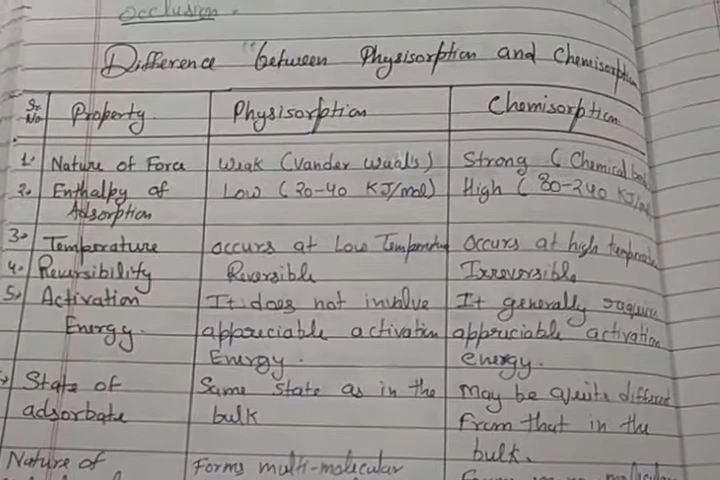 Occlusion.
Difference between Physisorption and Chemisorption
Sr. No Property. Physisorption Chemisorption
1. Nature of Force Weak (Vander Waal's) Strong (Chemical
2. Enthalpy of Low (20-40 KJ/mol) High (80-240 KJ/
Adsorption
3. Temperature occurs at Low Temperature Occurs at high temperature
4. Reversibility Reversible Irreversible
5. Activation It does not involve It generally require
Energy. appreciable activation appreciable activation
Energy. energy.
State of Same state as in the May be quite different
adsorbate bulk from that in the
bulk.
Nature of Forms multi-molecular